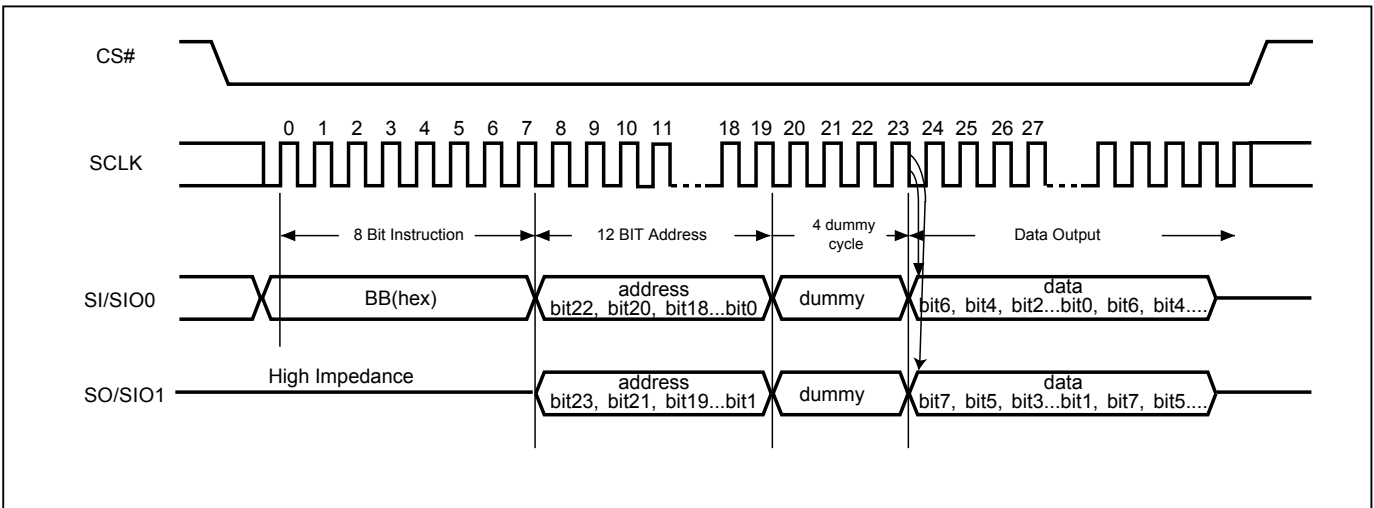 CS#
0 1 2 3 4 5 6 7 8 9 10 11 18 19 20 21 22 23 24 25 26 27
SCLK
8 Bit Instruction
12 BIT Address
4 dummy
cycle
Data Output
SI/SIO0
BB(hex)
address
bit22, bit20, bit18...bit0
dummy
data
bit6, bit4, bit2...bit0, bit6, bit4....
High Impedance
SO/SIO1
address
bit23, bit21, bit19...bit1
dummy
data
bit7, bit5, bit3...bit1, bit7, bit5....